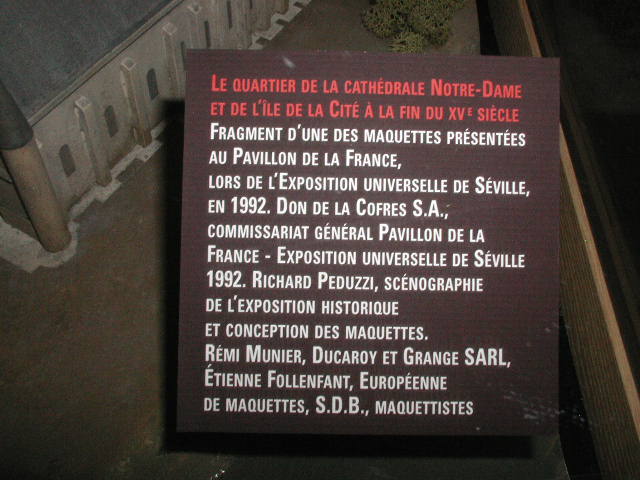 LE QUARTIER DE LA CATHÉDRALE NOTRE-DAME
ET DE L'ÎLE DE LA CITÉ À LA FIN DU XVE SIÈCLE
FRAGMENT D'UNE DES MAQUETTES PRÉSENTÉES
AU PAVILLON DE LA FRANCE,
LORS DE L'EXPOSITION UNIVERSELLE DE SÉVILLE,
EN 1992. DON DE LA COFRES S.A.,
COMMISSARIAT GÉNÉRAL PAVILLON DE LA
FRANCE - EXPOSITION UNIVERSELLE DE SÉVILLE
1992. RICHARD PEDUZZI, SCÉNOGRAPHIE
DE L'EXPOSITION HISTORIQUE
ET CONCEPTION DES MAQUETTES.
RÉMI MUNIER, DUCAROY ET GRANGE SARL,
ÉTIENNE FOLLENFANT, EUROPÉENNE
DE MAQUETTES, S.D.B., MAQUETTISTES